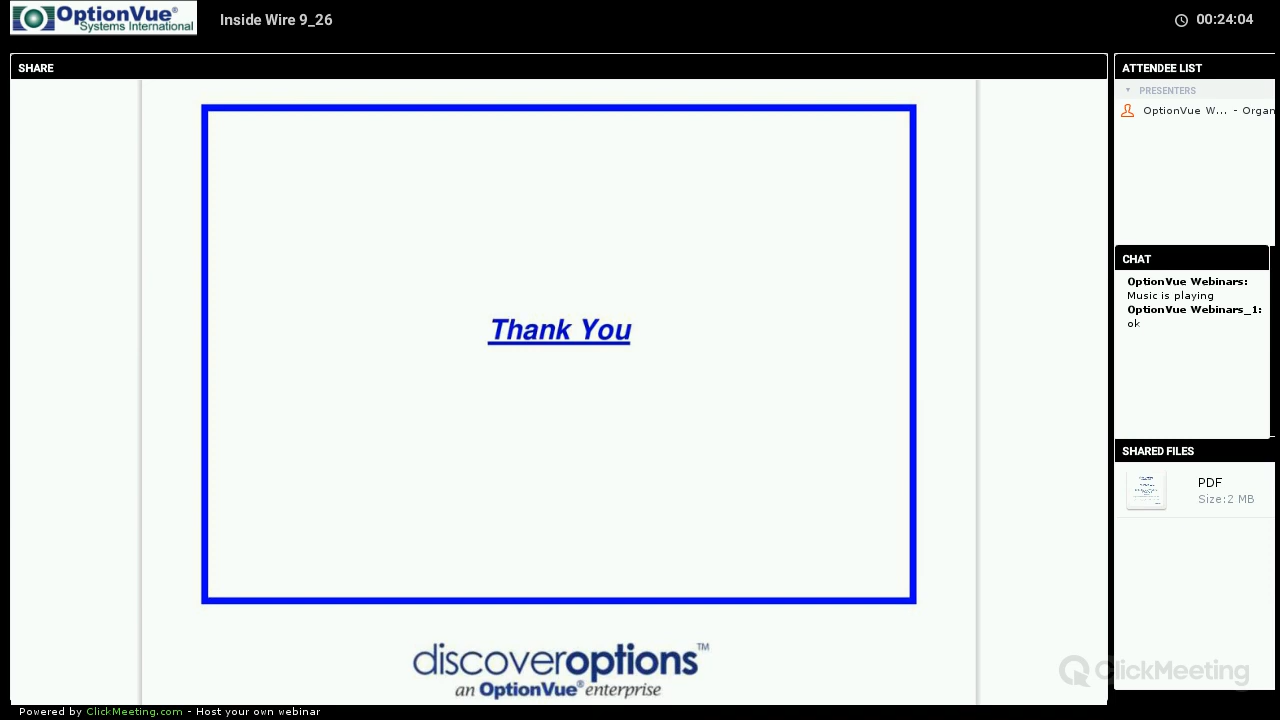 OptionVue®
Systems International
Inside Wire 9_26
00:24:04
SHARE
ATTENDEE LIST
PRESENTERS
OptionVue W... - Organ
Thank You
CHAT
OptionVue Webinars:
Music is playing
OptionVue Webinars_1:
ok
SHARED FILES
PDF
Size:2 MB
discoveroptions™
an OptionVue® enterprise
ClickMeeting
Powered by ClickMeeting.com - Host your own webinar